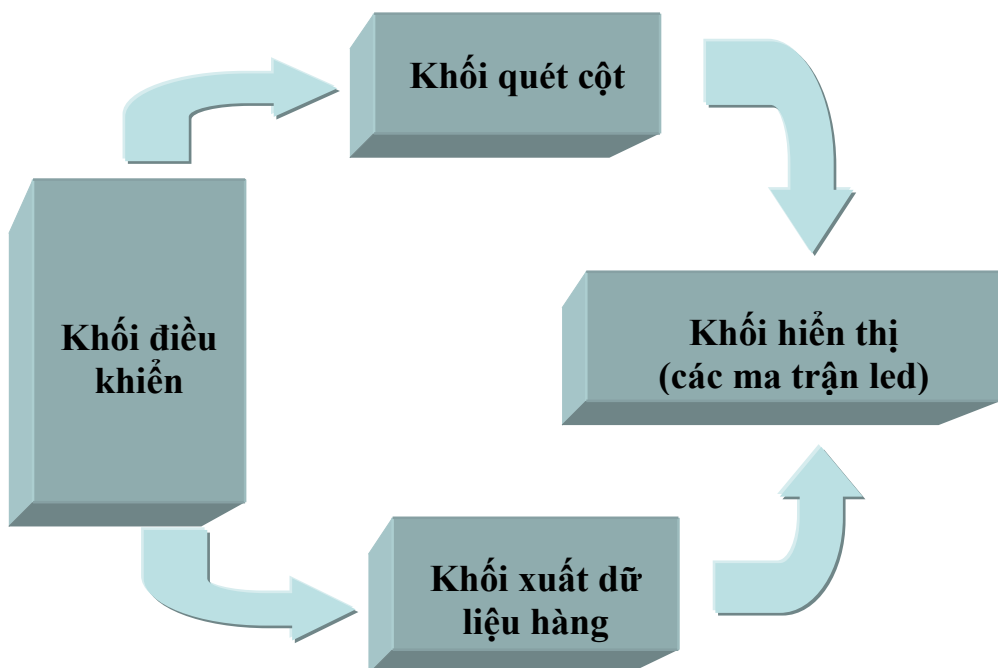 Khối quét cột
Khối điều
khiển
Khối hiển thị
(các ma trận led)
Khối xuất dữ
liệu hàng